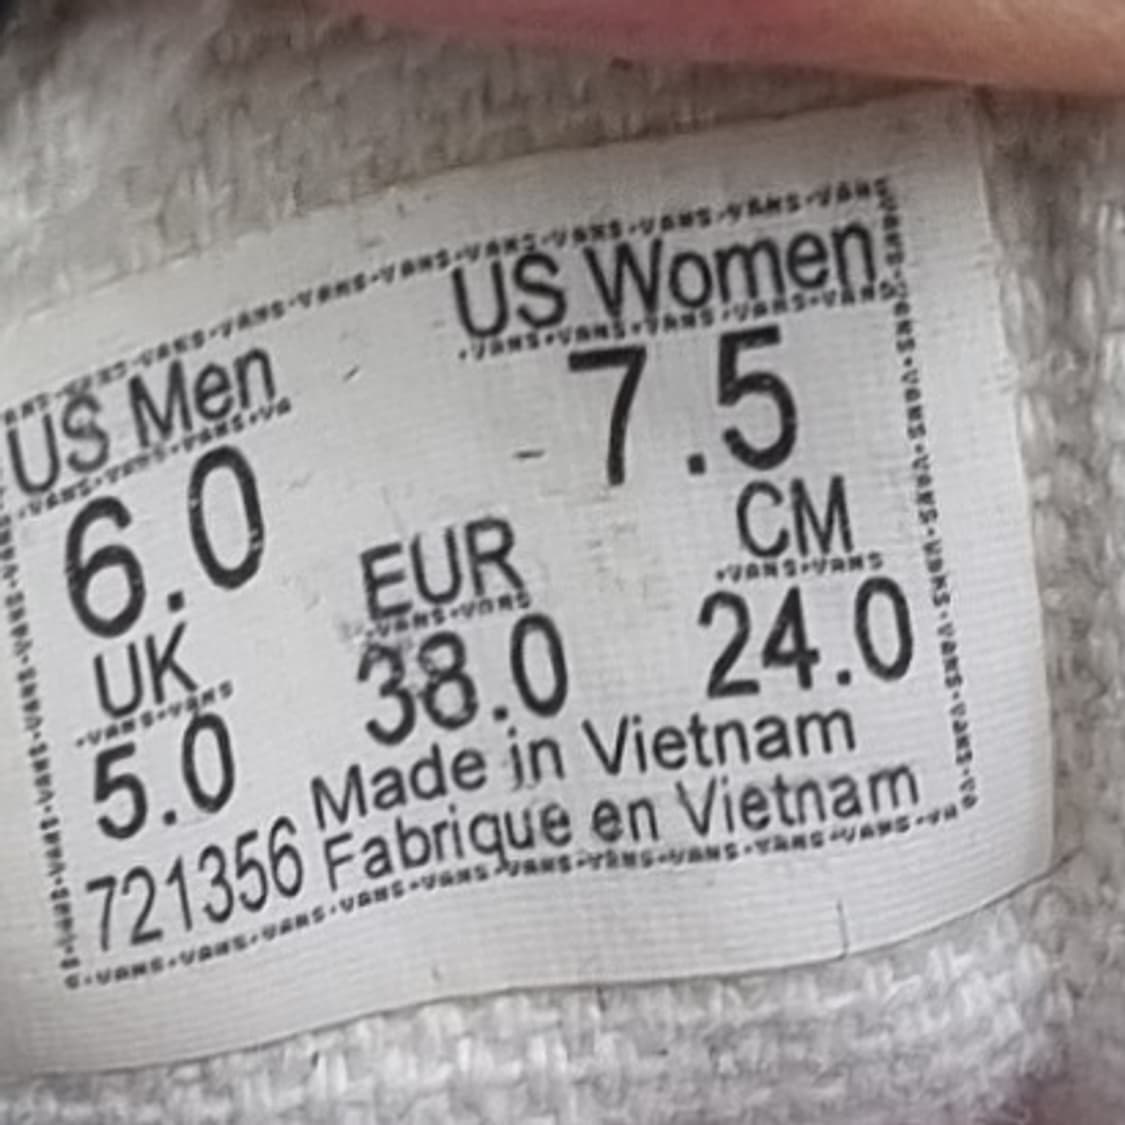 US Men
US Women
6.0
7.5
UK
EUR
CM
5.0
38.0
24.0
721356
Made in Vietnam
Fabrique en Vietnam